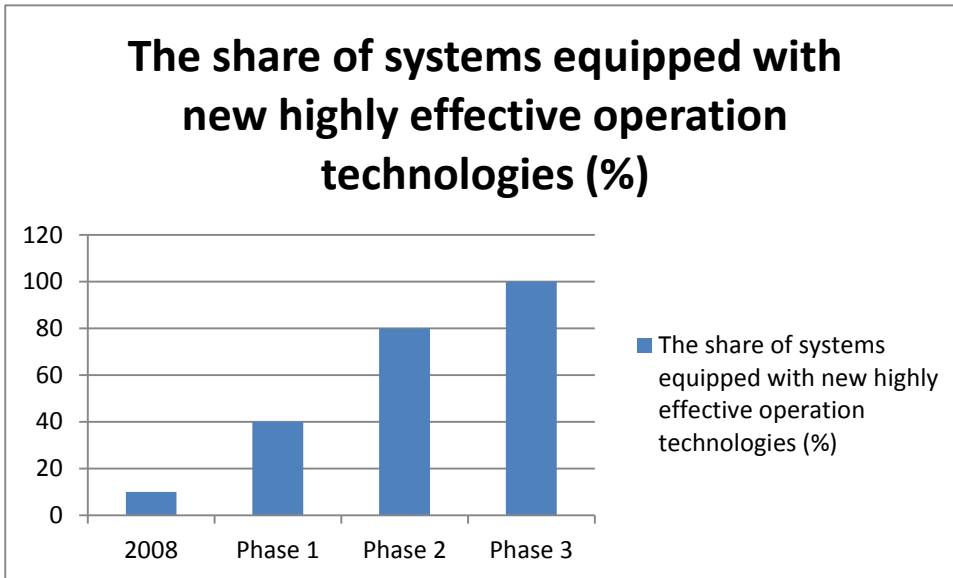 The share of systems equipped with
new highly effective operation
technologies (%)
120
100
80
60
40
20
0
2008 Phase 1 Phase 2 Phase 3
The share of systems
equipped with new highly
effective operation
technologies (%)